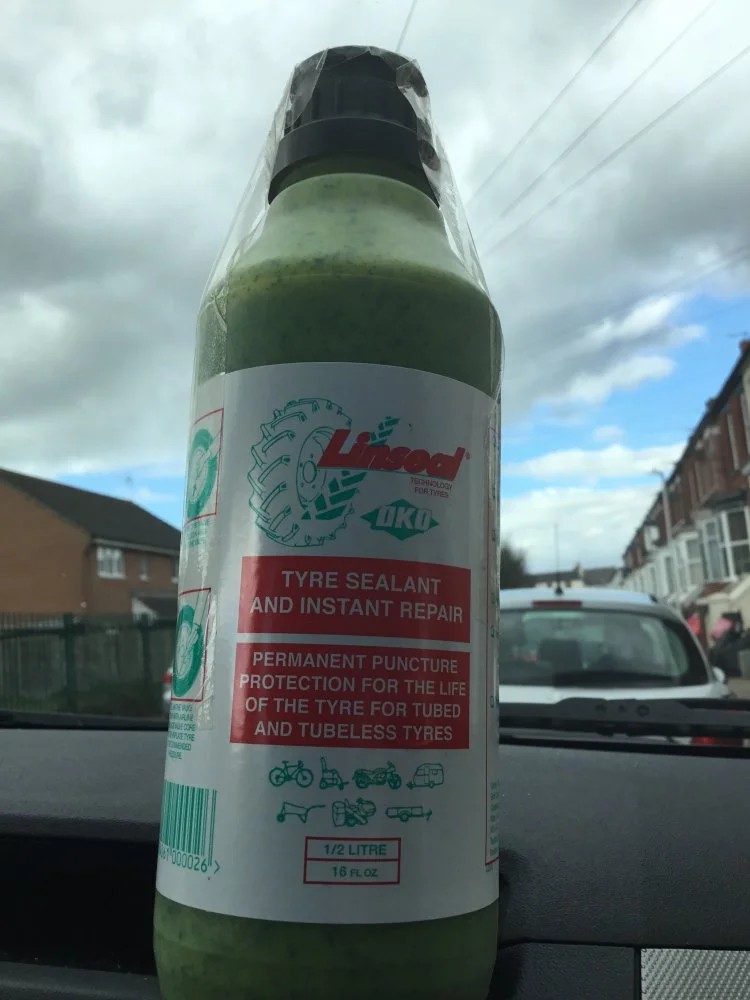 Linseal®
TECHNOLOGY
FOR TYRES
OKO
TYRE SEALANT
AND INSTANT REPAIR
PERMANENT PUNCTURE
PROTECTION FOR THE LIFE
OF THE TYRE FOR TUBED
AND TUBELESS TYRES
1/2 LITRE
16 FL OZ
000026 >